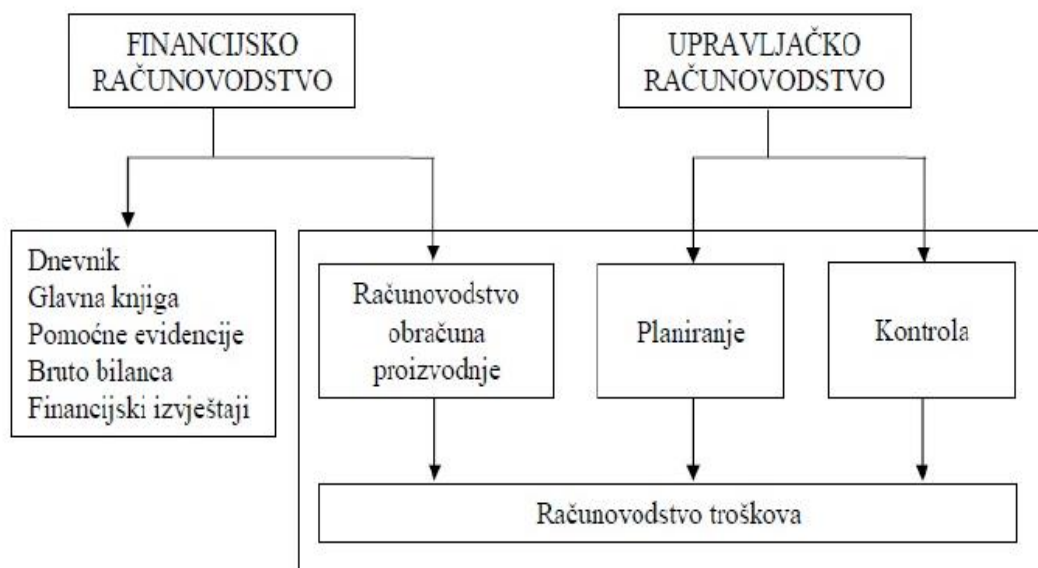 FINANCIJSKO
RAČUNOVODSTVO
UPRAVLJAČKO
RAČUNOVODSTVO
Dnevnik
Glavna knjiga
Pomoćne evidencije
Bruto bilanca
Financijski izvještaji
Računovodstvo
obračuna
proizvodnje
Planiranje
Kontrola
Računovodstvo troškova